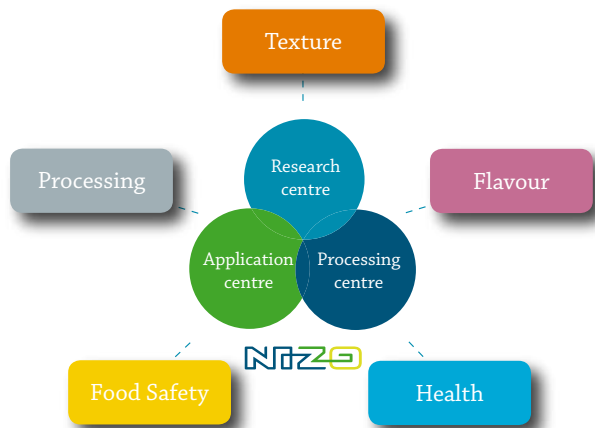 Texture
Processing
Flavour
Research
centre
Application
centre
Processing
centre
NIZO
Food Safety
Health